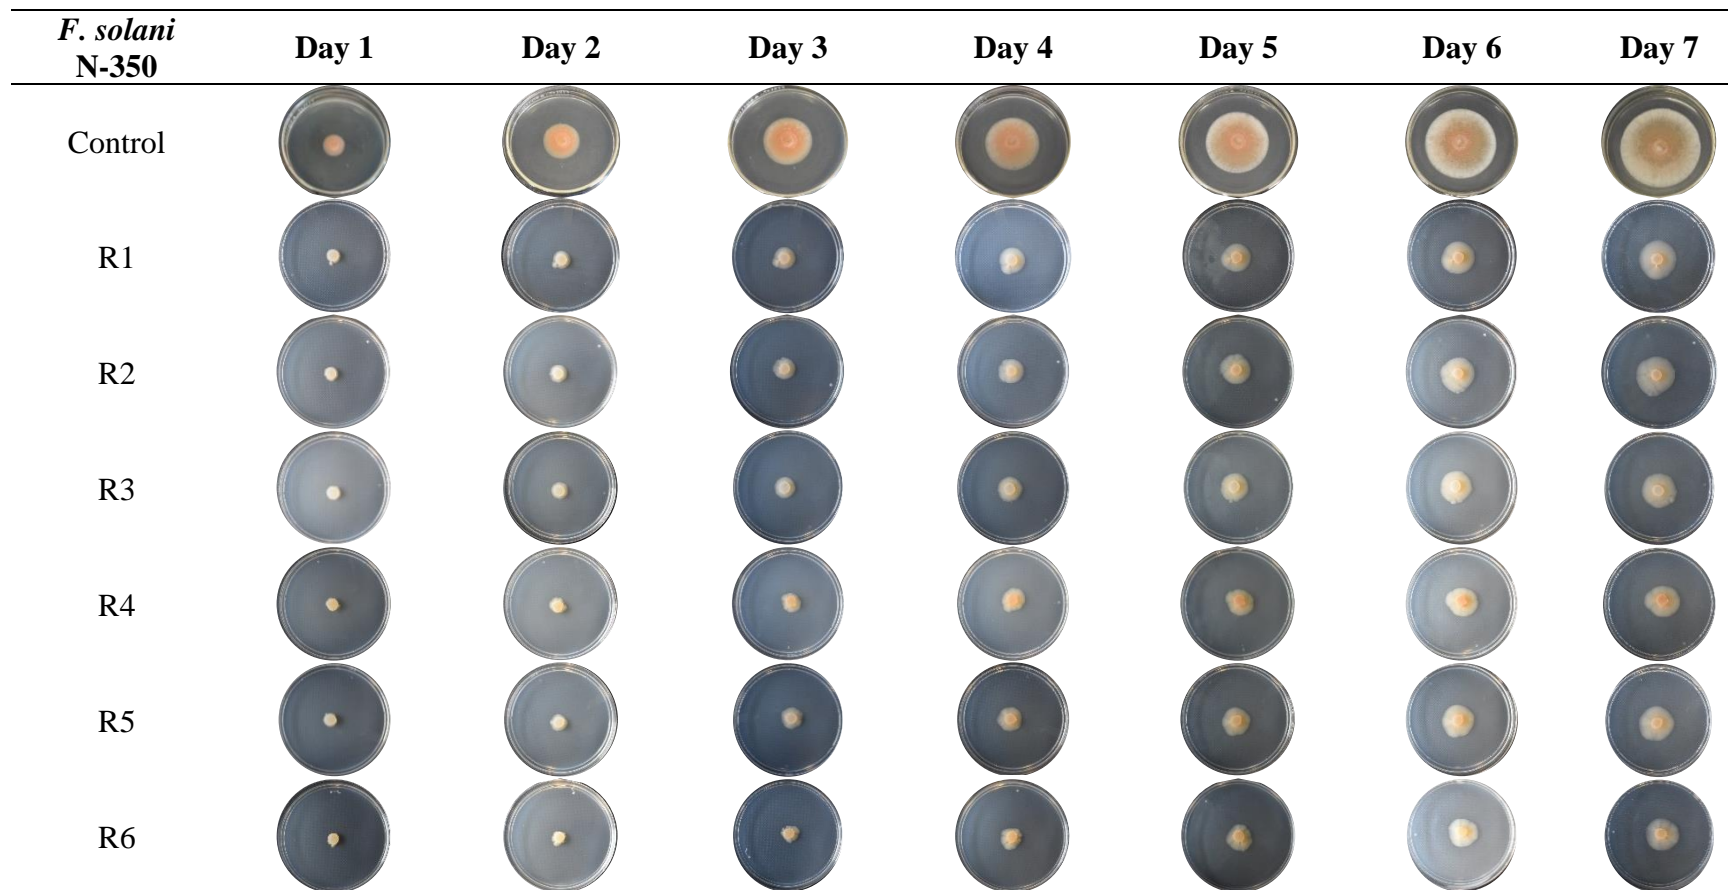 F. solani
N-350
Day 1
Day 2
Day 3
Day 4
Day 5
Day 6
Day 7
Control
R1
R2
R3
R4
R5
R6